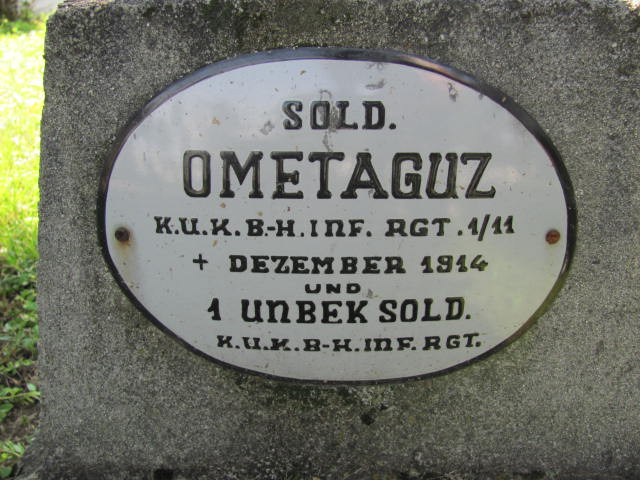 SOLD.
OMETAGUZ
K.U.K.B.-H.INF. RGT. 1/11
+ DEZEMBER 1914
UND
1 UNBEK SOLD.
K.U.K.B-H.INF.RGT.